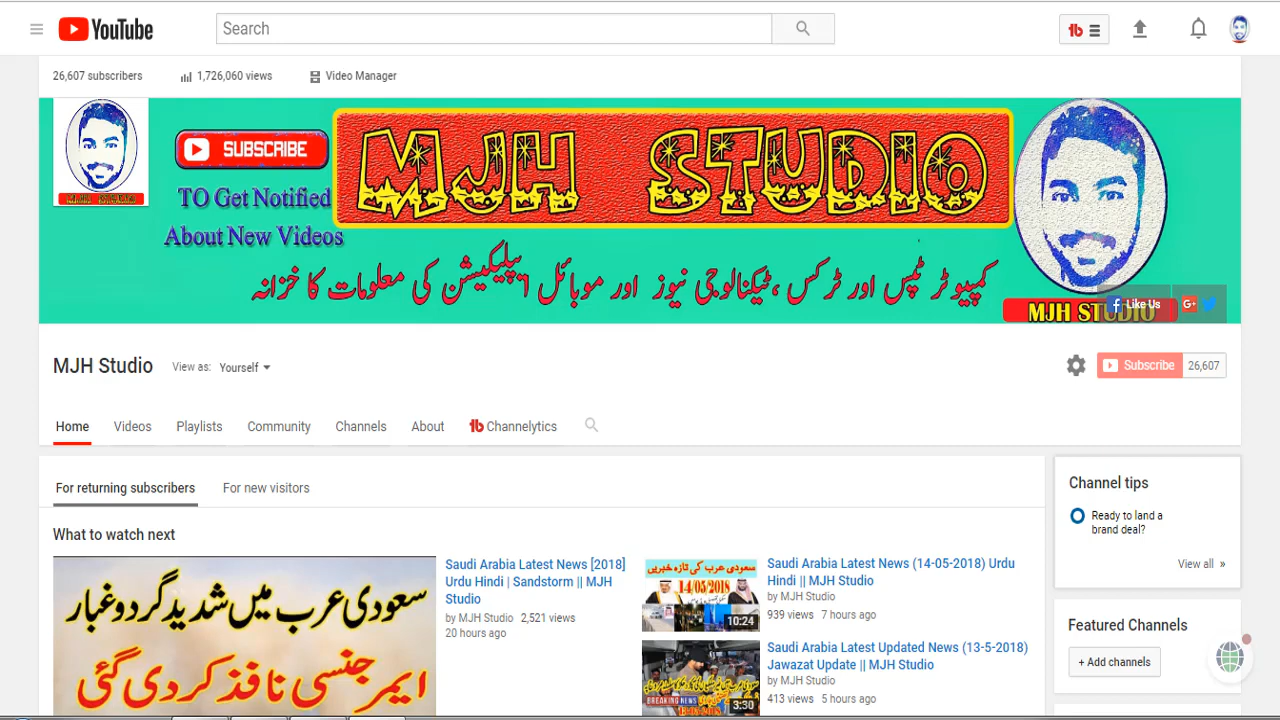 YouTube
Search
26,607 subscribers
1,726,060 views
Video Manager
MJH STUDIO
SUBSCRIBE
TO Get Notified
About New Videos
MJH STUDIO
کمپیوٹر ٹپس اور ٹرکس ،ٹیکنالوجی نیوز اور موبائل ایپلیکیشن کی معلومات کا خزانہ
MJH STUDIO
Like Us
G+
MJH Studio
View as: Yourself
Subscribe 26,607
Home Videos Playlists Community Channels About Channelytics
For returning subscribers For new visitors
What to watch next
سعودی عرب میں شدید گردوغبار
ایمرجنسی نافذ کردی گئی
Saudi Arabia Latest News [2018]
Urdu Hindi | Sandstorm || MJH
Studio
by MJH Studio 2,521 views
20 hours ago
سعودی عرب کی تازہ خبریں
14/05/2018
10:24
Saudi Arabia Latest News (14-05-2018) Urdu
Hindi || MJH Studio
by MJH Studio
939 views 7 hours ago
BREAKING NEWS
3:30
Saudi Arabia Latest Updated News (13-5-2018)
Jawazat Update || MJH Studio
by MJH Studio
413 views 5 hours ago
Channel tips
Ready to land a
brand deal?
View all »
Featured Channels
+ Add channels